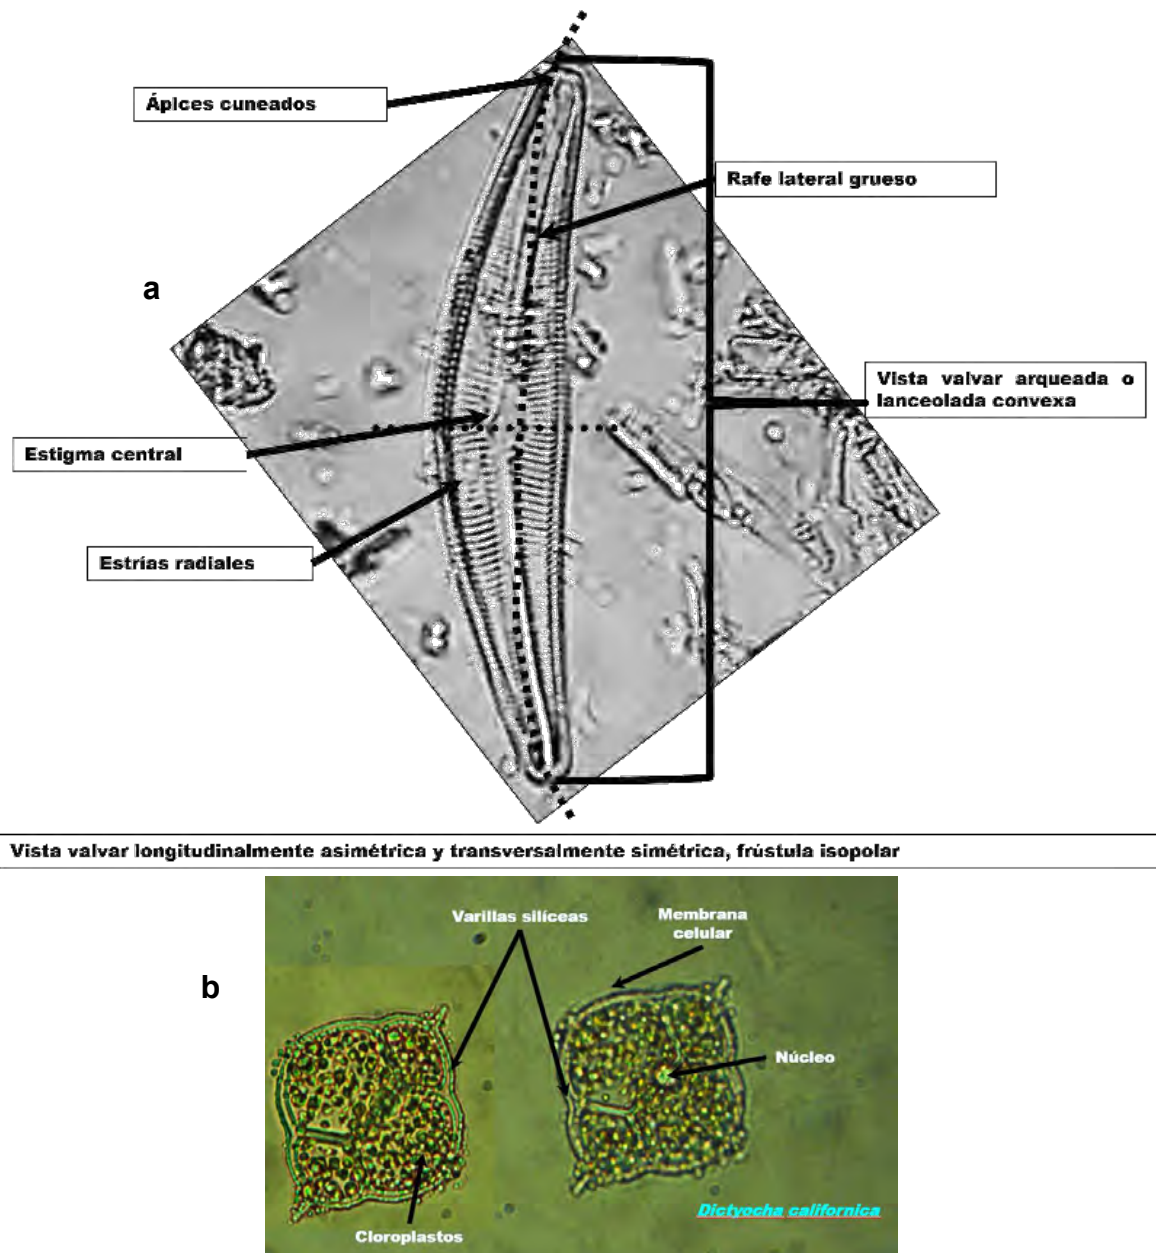 Ápices cuneados
Rafe lateral grueso
a
Vista valvar arqueada o
lanceolada convexa
Estigma central
Estrías radiales
Vista valvar longitudinalmente asimétrica y transversalmente simétrica, frústula isopolar
Varillas silíceas
Membrana
celular
b
Núcleo
Dictyocha californica
Cloroplastos